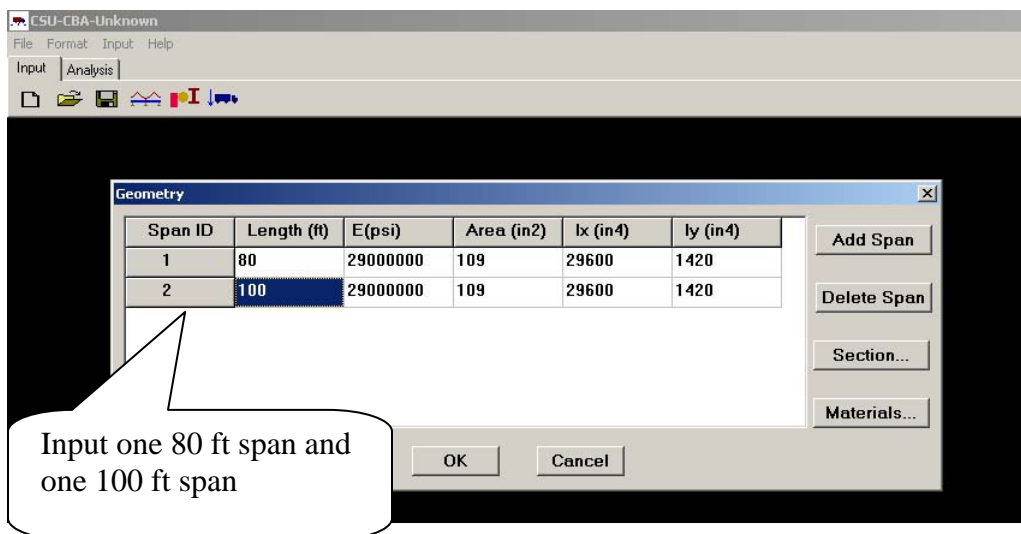 CSU-CBA-Unknown
File Format Input Help
Input Analysis
Geometry
Span ID Length (ft) E(psi) Area (in2) Ix (in4) Iy (in4)
1 80 29000000 109 29600 1420
2 100 29000000 109 29600 1420
Add Span
Delete Span
Section...
Materials...
OK Cancel
Input one 80 ft span and
one 100 ft span